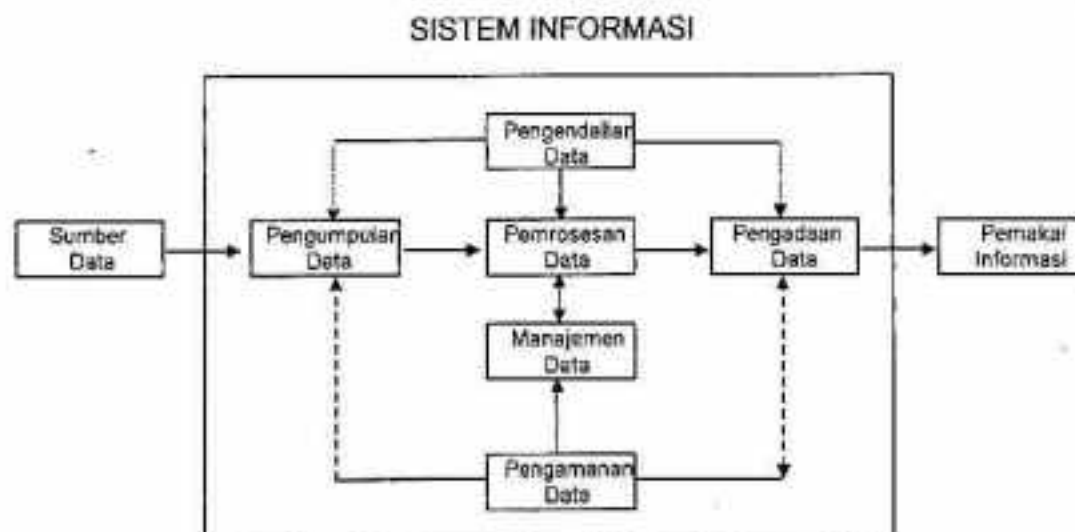 SISTEM INFORMASI
Pengendalian
Data
Sumber
Data
Pengumpulan
Data
Pemrosesan
Data
Pengadaan
Data
Pemakai
Informasi
Manajemen
Data
Pengamanan
Data